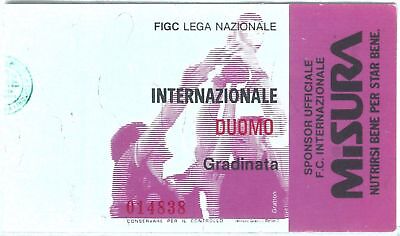 FIGC LEGA NAZIONALE
INTERNAZIONALE
DUOMO
Gradinata
014838
CONSERVARE PER IL CONTROLLO
Grafton
SPONSOR UFFICIALE
F.C. INTERNAZIONALE
MiSURA
NUTRIRSI BENE PER STAR BENE.